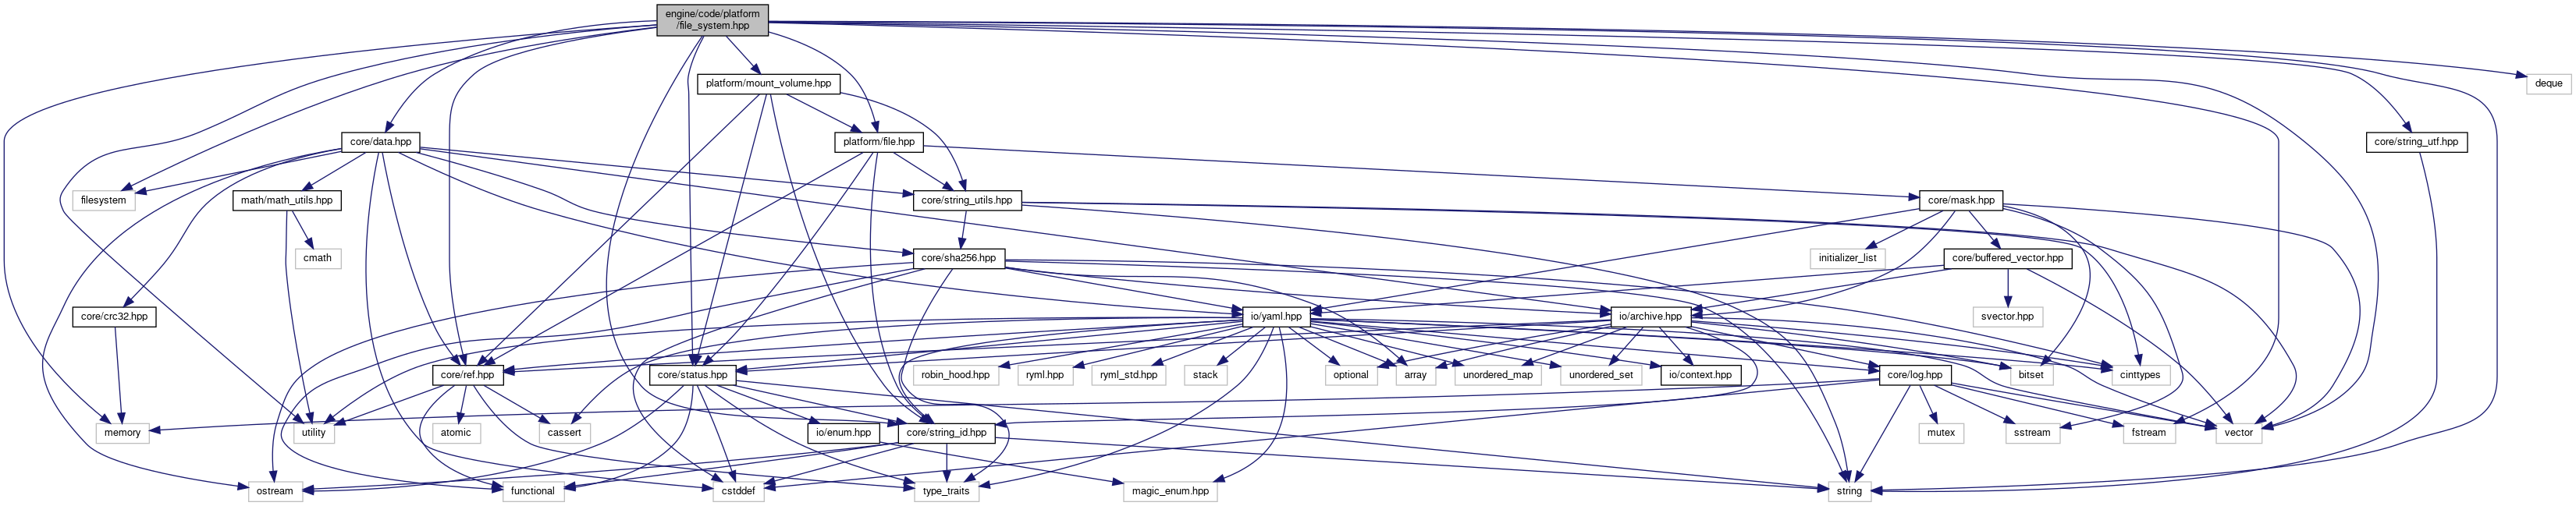 engine/code/platform
/file_system.hpp
platform/mount_volume.hpp
deque
core/data.hpp
platform/file.hpp
core/string_utf.hpp
filesystem
math/math_utils.hpp
core/string_utils.hpp
core/mask.hpp
cmath
core/sha256.hpp
initializer_list
core/buffered_vector.hpp
core/crc32.hpp
io/yaml.hpp
io/archive.hpp
svector.hpp
core/ref.hpp
core/status.hpp
robin_hood.hpp
ryml.hpp
ryml_std.hpp
stack
optional
array
unordered_map
unordered_set
io/context.hpp
core/log.hpp
bitset
cinttypes
memory
utility
atomic
cassert
io/enum.hpp
core/string_id.hpp
mutex
sstream
fstream
vector
ostream
functional
cstddef
type_traits
magic_enum.hpp
string